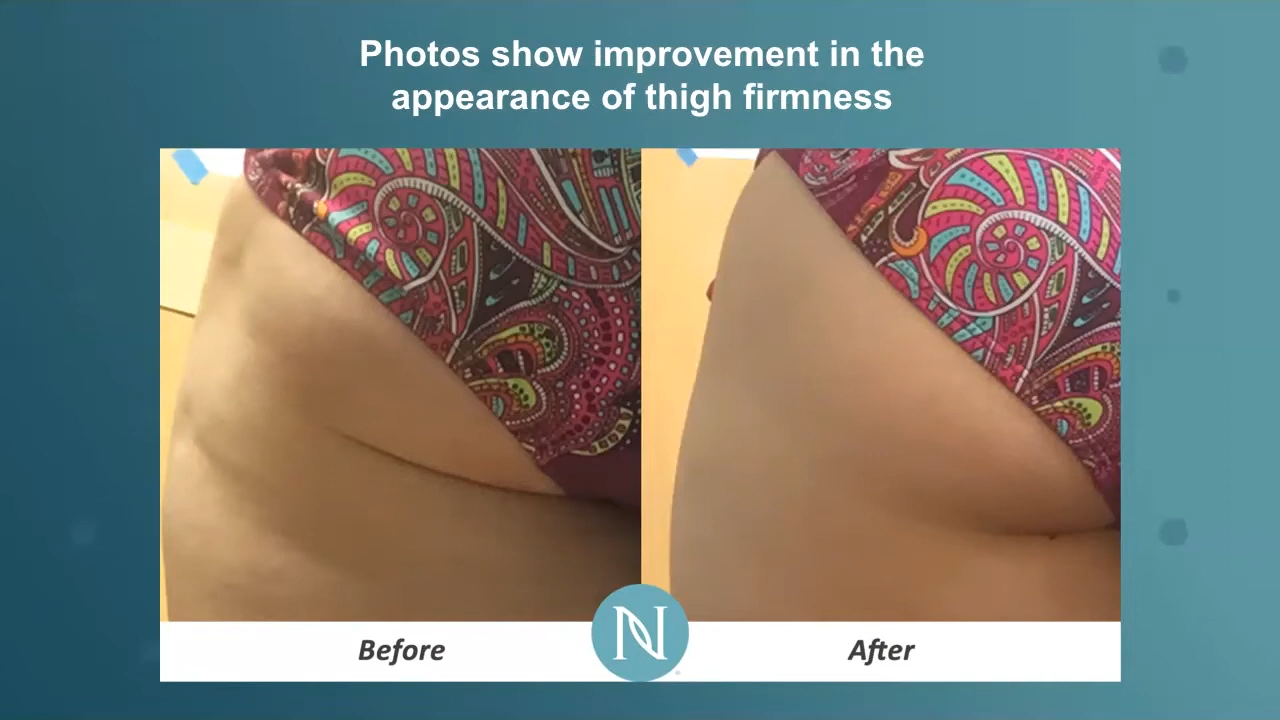 Photos show improvement in the
appearance of thigh firmness
Before
N
After